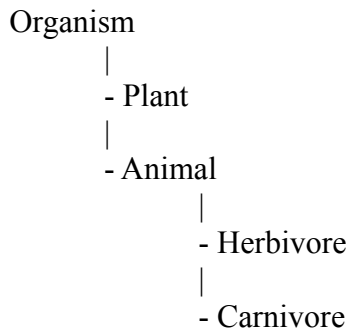 Organism
|
- Plant
|
- Animal
|
- Herbivore
|
- Carnivore